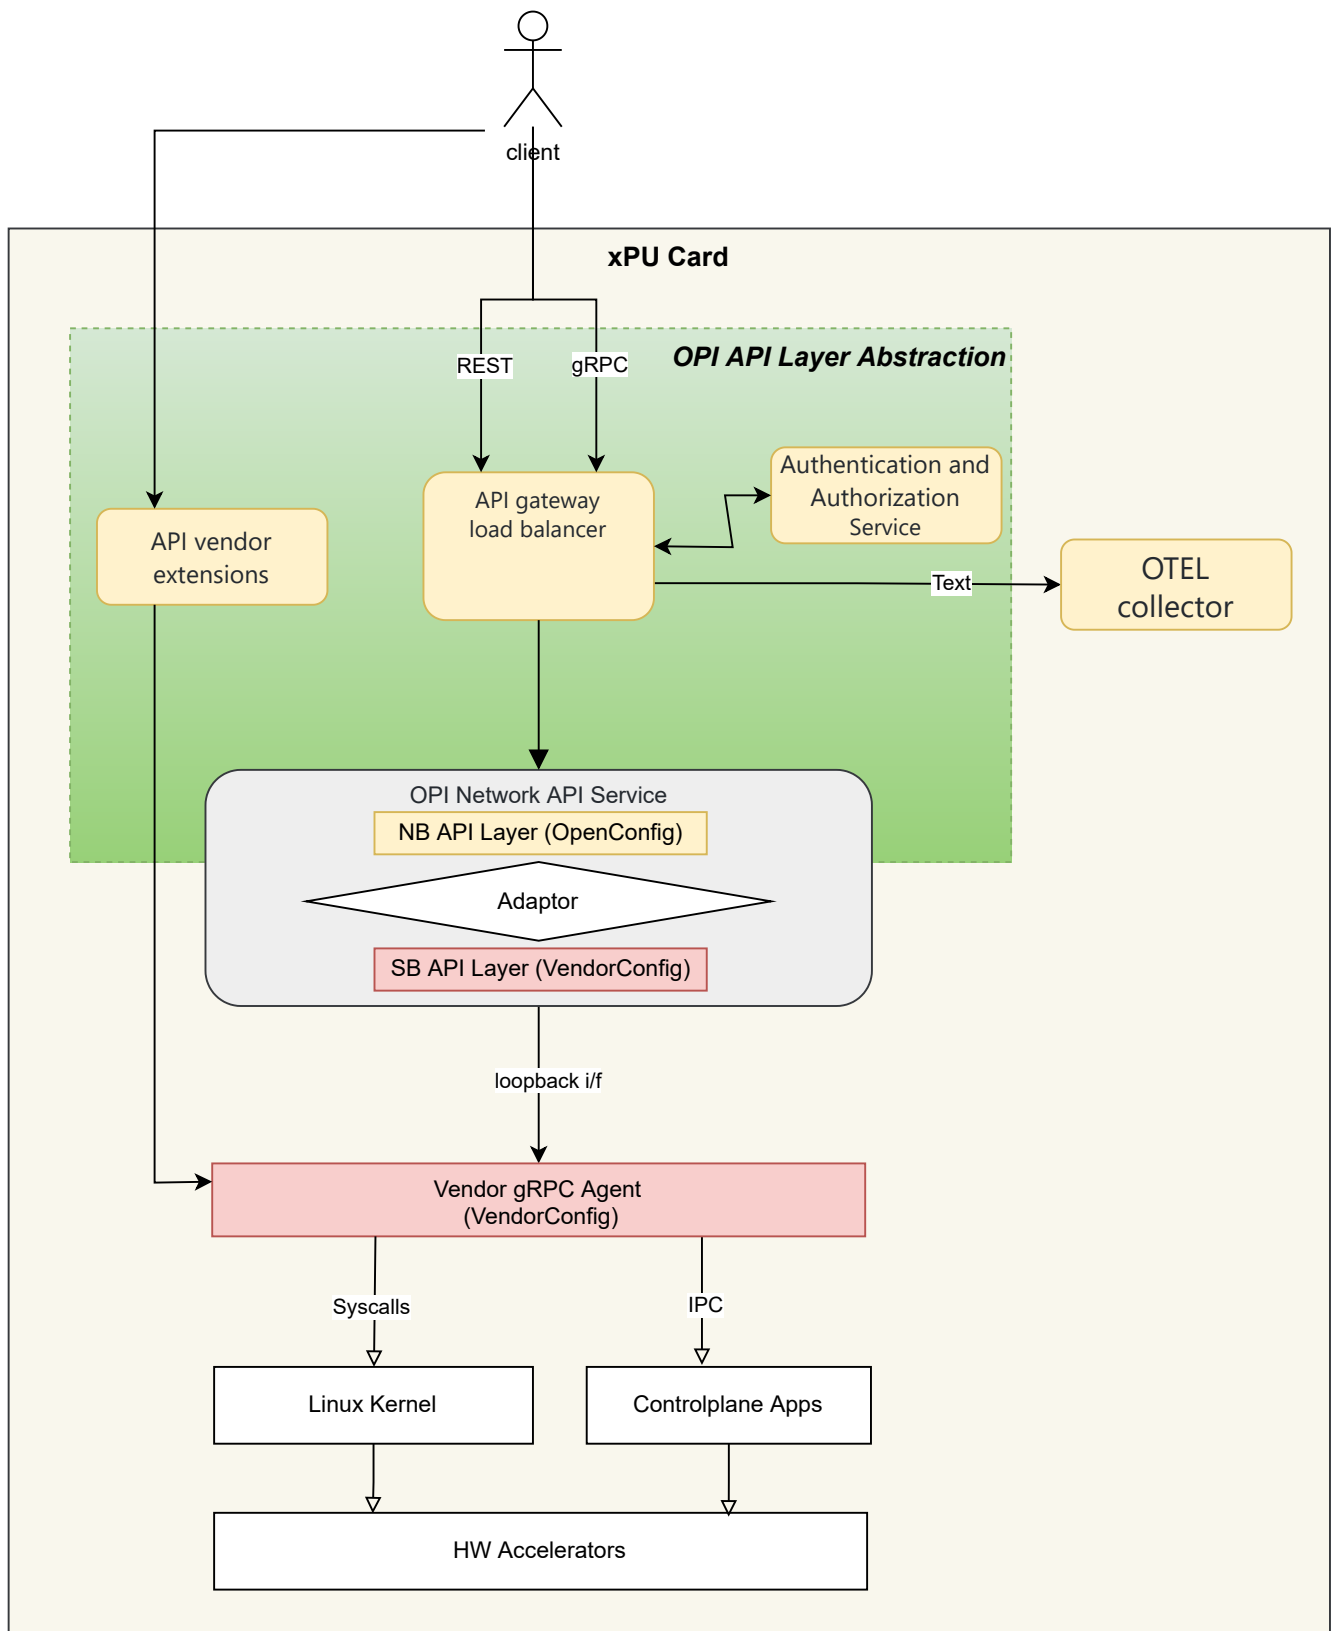 client
xPU Card
OPI API Layer Abstraction
REST
gRPC
API gateway
load balancer
Authentication and
Authorization
Service
API vendor
extensions
Text
OTEL
collector
OPI Network API Service
NB API Layer (OpenConfig)
Adaptor
SB API Layer (VendorConfig)
loopback i/f
Vendor gRPC Agent
(VendorConfig)
Syscalls
IPC
Linux Kernel
Controlplane Apps
HW Accelerators